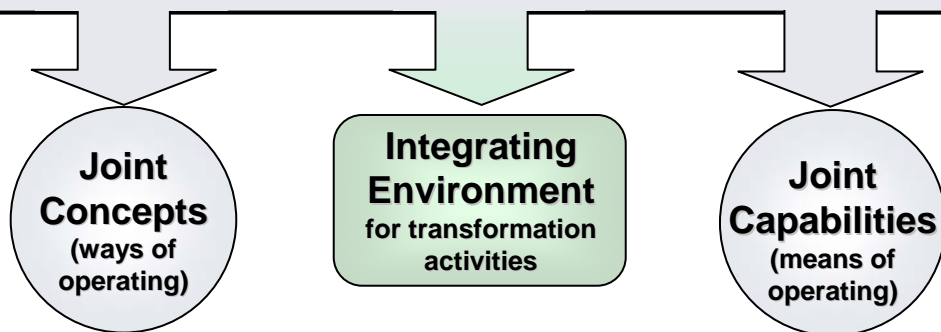 Joint
Concepts
(ways of
operating)
Integrating
Environment
for transformation
activities
Joint
Capabilities
(means of
operating)